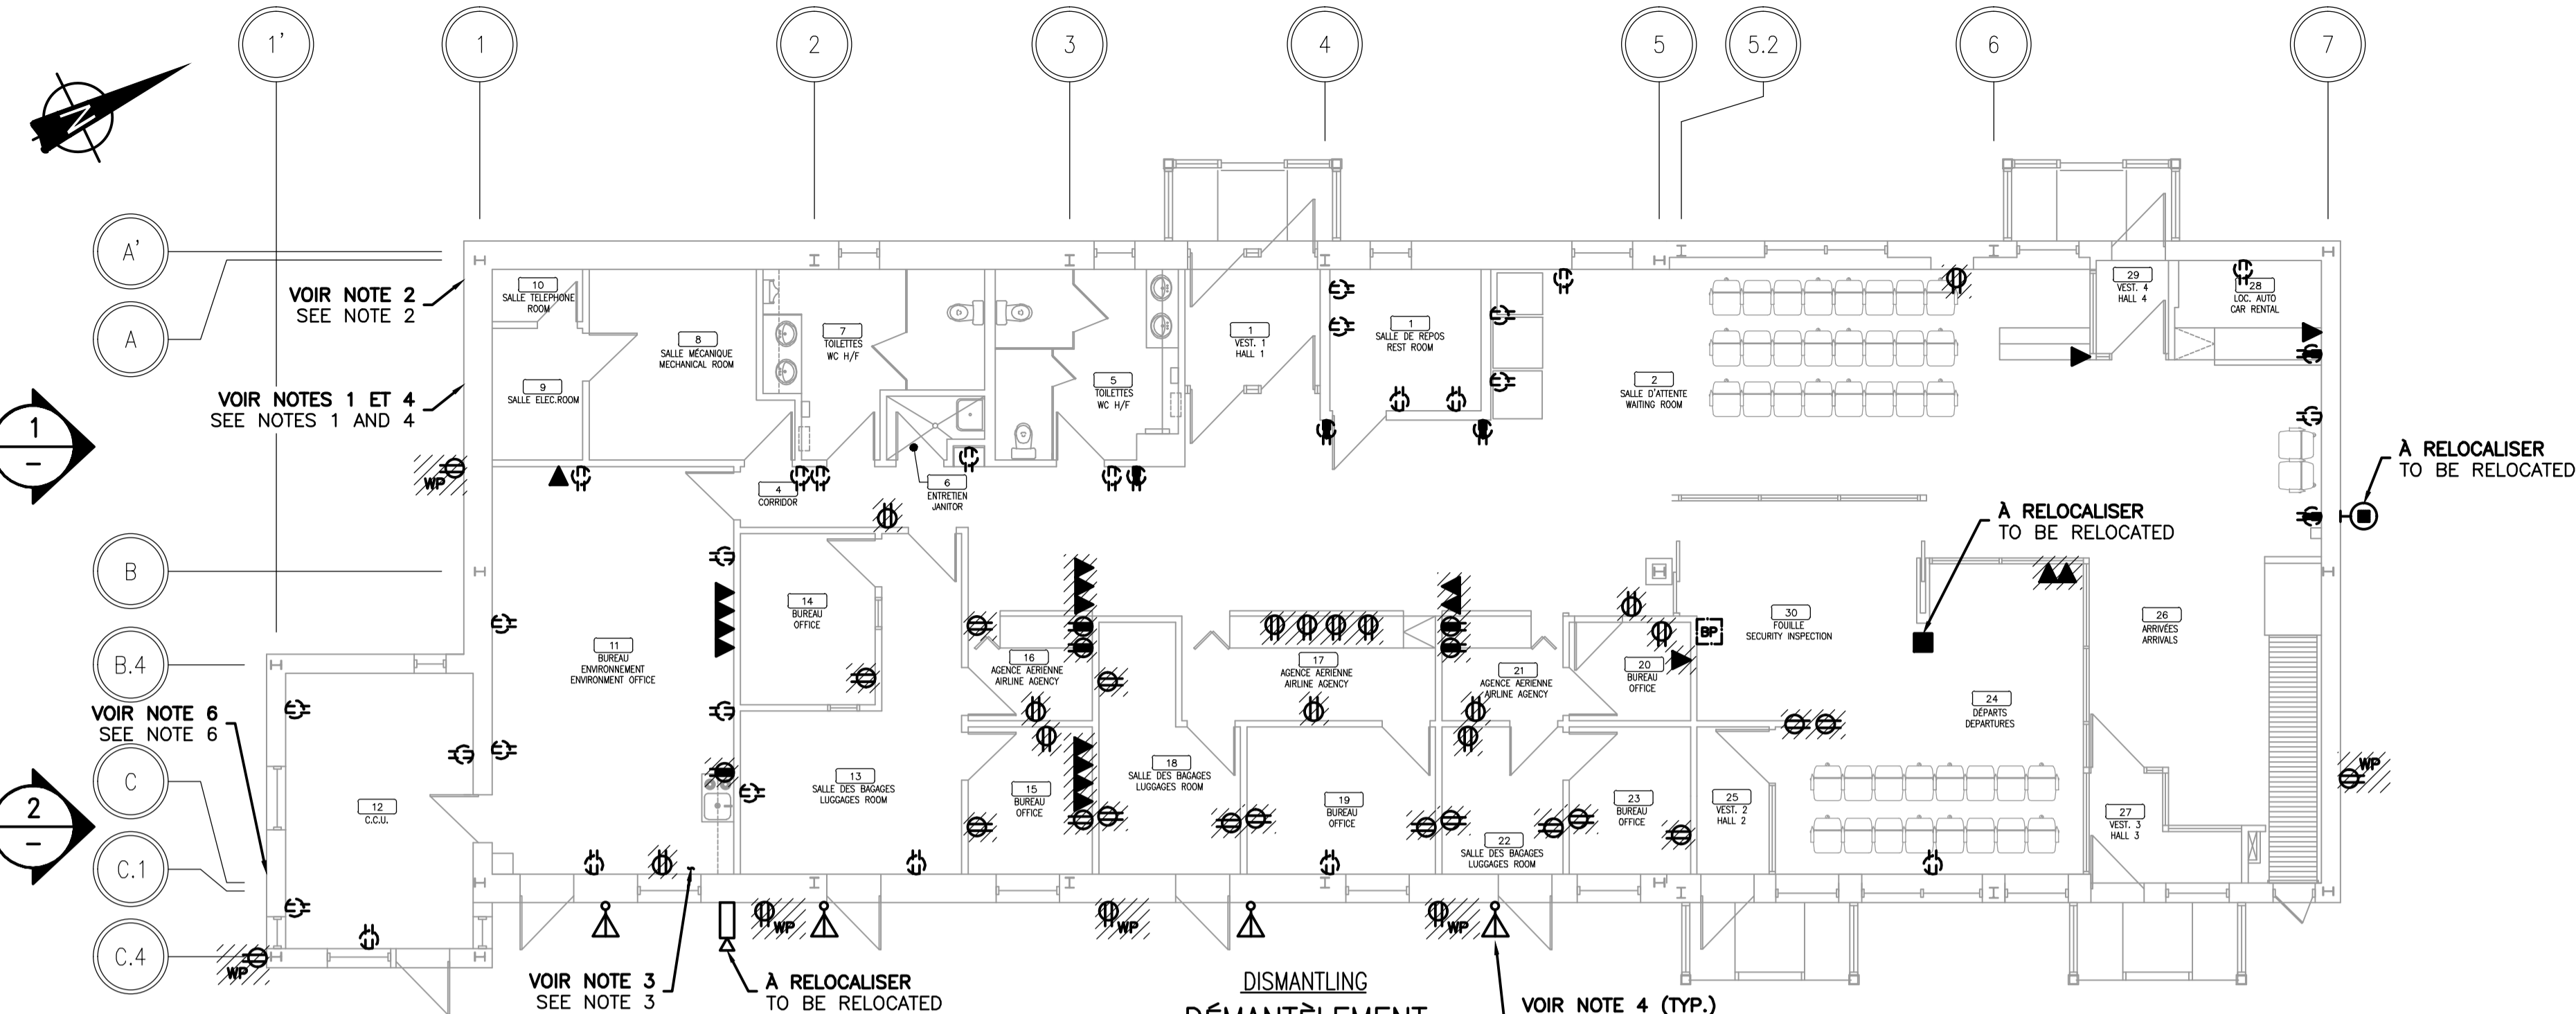 1'
1
2
3
4
5
5.2
6
7
N
A'
A
B
B.4
C
C.1
C.4
1
-
2
-
VOIR NOTE 2
SEE NOTE 2
VOIR NOTES 1 ET 4
SEE NOTES 1 AND 4
VOIR NOTE 6
SEE NOTE 6
WP
10
SALLE TELEPHONE
ROOM
9
SALLE ELEC.ROOM
8
SALLE MÉCANIQUE
MECHANICAL ROOM
7
TOILETTES
WC H/F
5
TOILETTES
WC H/F
1
VEST. 1
HALL 1
1
SALLE DE REPOS
REST ROOM
2
SALLE D'ATTENTE
WAITING ROOM
29
VEST. 4
HALL 4
28
LOC. AUTO
CAR RENTAL
4
CORRIDOR
6
ENTRETIEN
JANITOR
À RELOCALISER
TO BE RELOCATED
À RELOCALISER
TO BE RELOCATED
14
BUREAU
OFFICE
11
BUREAU
ENVIRONNEMENT
ENVIRONMENT OFFICE
16
AGENCE AERIENNE
AIRLINE AGENCY
17
AGENCE AERIENNE
AIRLINE AGENCY
21
AGENCE AERIENNE
AIRLINE AGENCY
20
BUREAU
OFFICE
BP
30
FOUILLE
SECURITY INSPECTION
26
ARRIVÉES
ARRIVALS
24
DÉPARTS
DEPARTURES
12
C.C.U.
13
SALLE DES BAGAGES
LUGGAGES ROOM
15
BUREAU
OFFICE
18
SALLE DES BAGAGES
LUGGAGES ROOM
19
BUREAU
OFFICE
22
SALLE DES BAGAGES
LUGGAGES ROOM
23
BUREAU
OFFICE
25
VEST. 2
HALL 2
27
VEST. 3
HALL 3
WP
WP
WP
WP
WP
VOIR NOTE 3
SEE NOTE 3
À RELOCALISER
TO BE RELOCATED
DISMANTLING
DÉMANTÈLEMENT
VOIR NOTE 4 (TYP.)